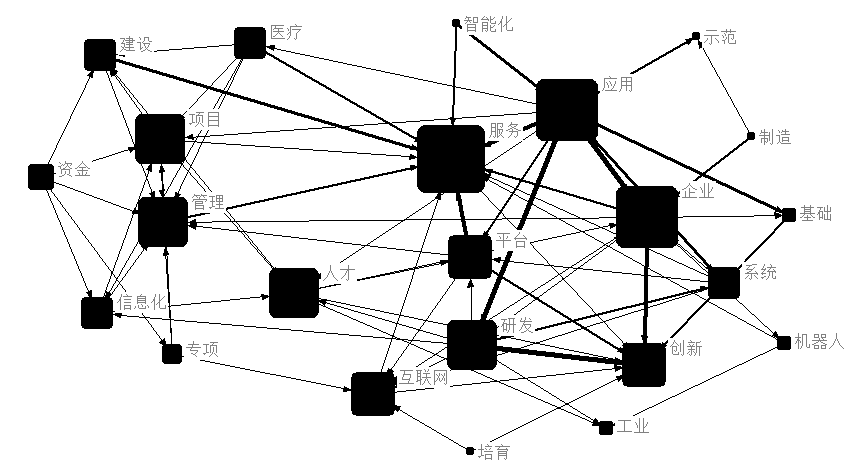 智能化
医疗
示范
建设
应用
项目
服务
制造
资金
企业
管理
基础
平台
人才
系统
信息化
研发
机器人
专项
创新
互联网
工业
培育